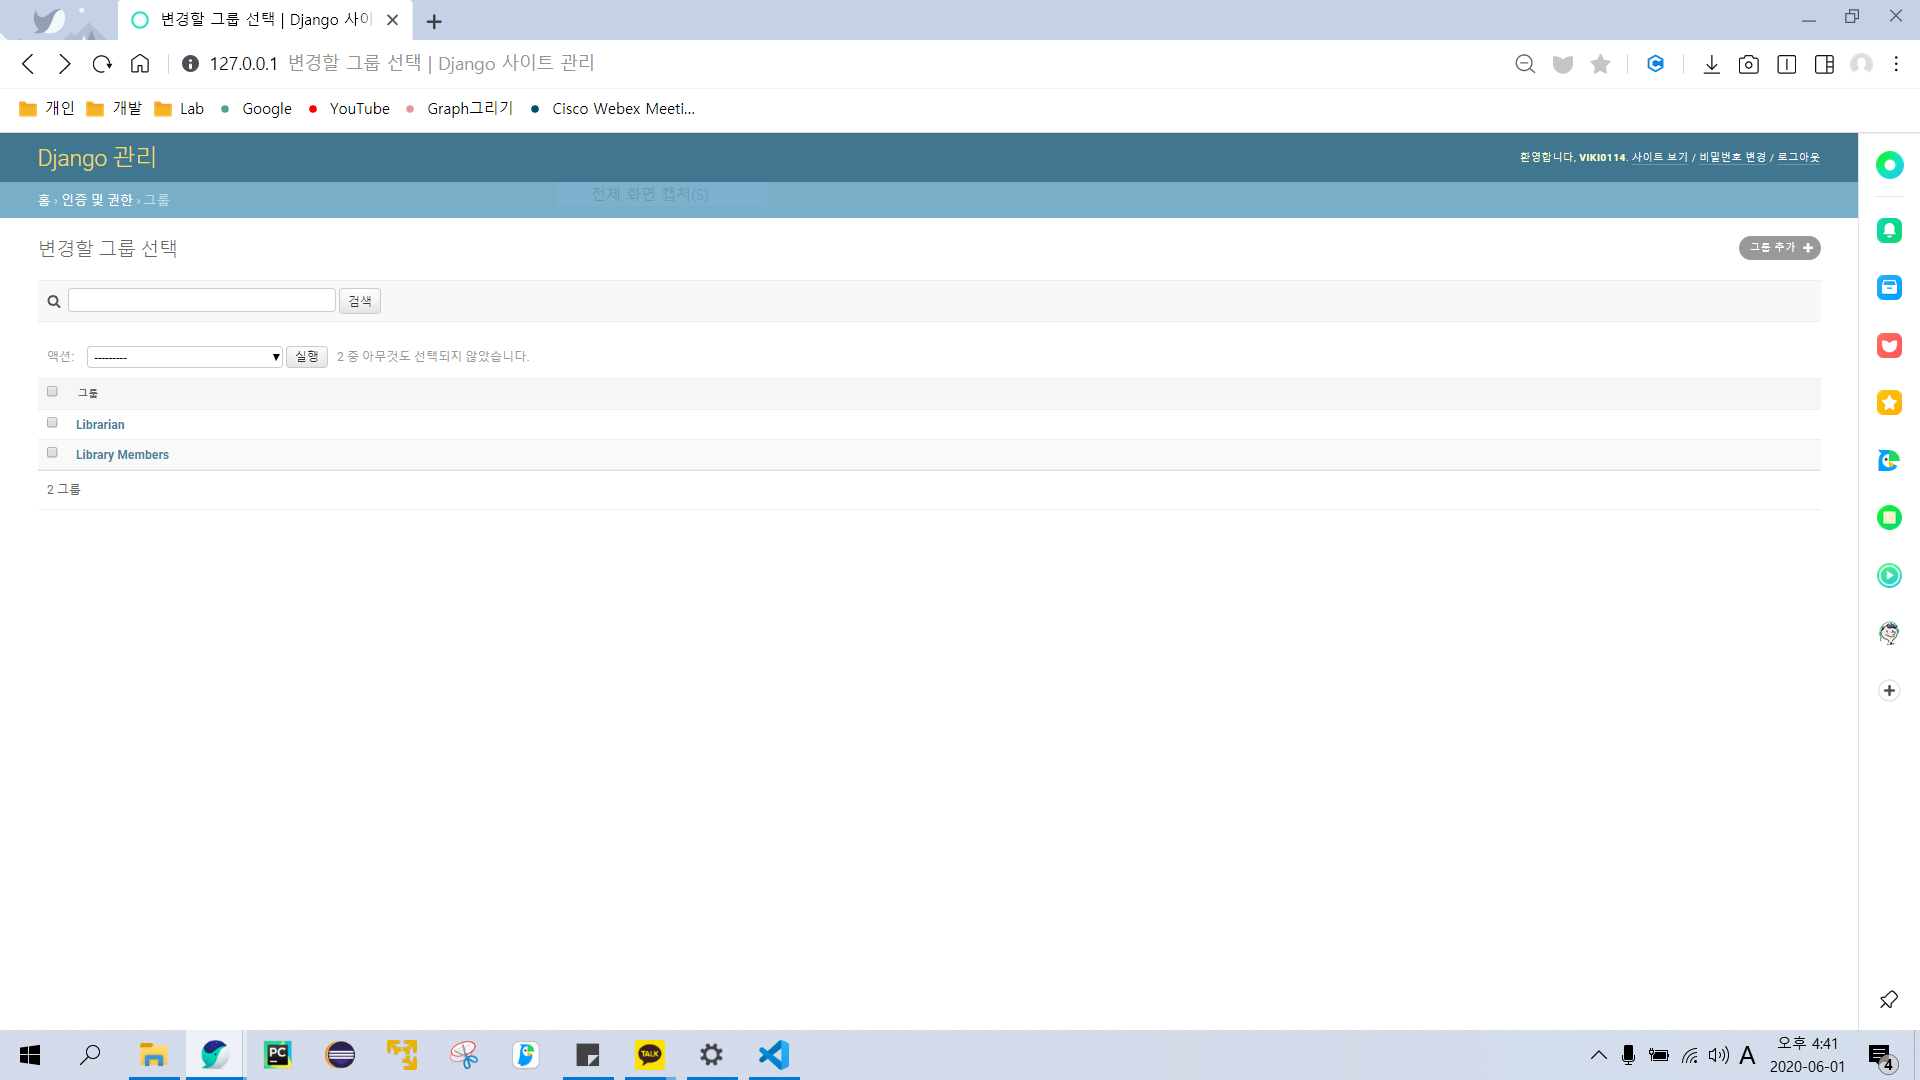 변경할 그룹 선택 | Django 사이
127.0.0.1 변경할 그룹 선택 | Django 사이트 관리
개인 개발 Lab Google YouTube Graph그리기 Cisco Webex Meeti...
Django 관리
환영합니다, VIKI0114. 사이트 보기 / 비밀번호 변경 / 로그아웃
홈 › 인증 및 권한 › 그룹
전체 화면 캡처(S)
변경할 그룹 선택
그룹 추가
검색
액션: --------- 실행 2 중 아무것도 선택되지 않았습니다.
그룹
Librarian
Library Members
2 그룹
PC
TALK
A
오후 4:41
2020-06-01
4